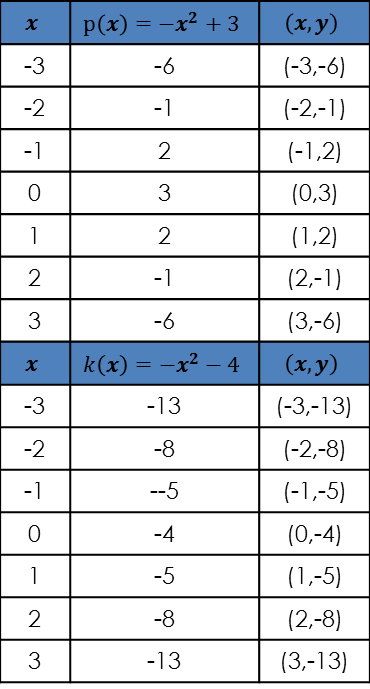 x p(x) = −x² + 3 (x, y)
-3 -6 (-3,-6)
-2 -1 (-2,-1)
-1 2 (-1,2)
0 3 (0,3)
1 2 (1,2)
2 -1 (2,-1)
3 -6 (3,-6)
x k(x) = −x² − 4 (x, y)
-3 -13 (-3,-13)
-2 -8 (-2,-8)
-1 --5 (-1,-5)
0 -4 (0,-4)
1 -5 (1,-5)
2 -8 (2,-8)
3 -13 (3,-13)